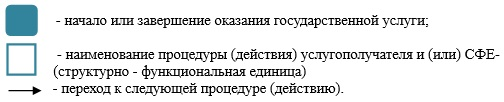 - начало или завершение оказания государственной услуги;
- наименование процедуры (действия) услугополучателя и (или) СФЕ-
(структурно - функциональная единица)
- переход к следующей процедуре (действию).